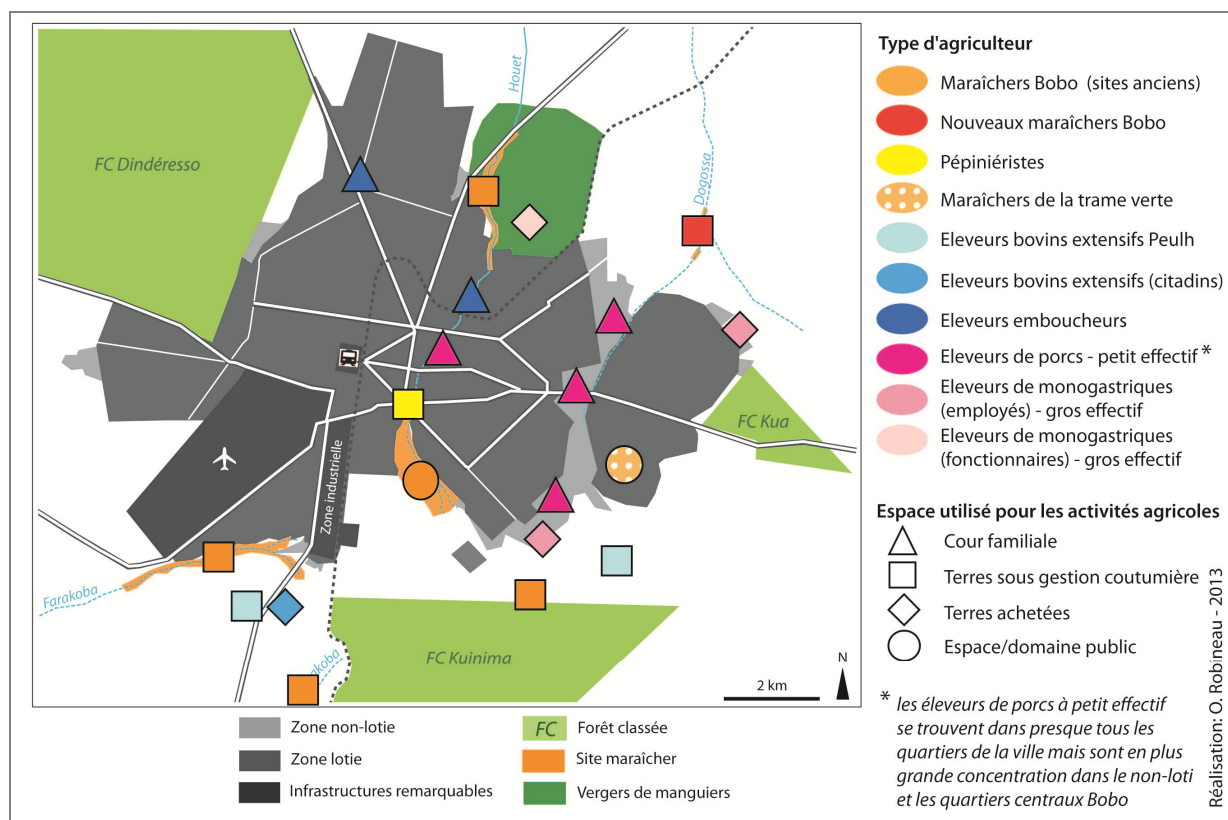 FC Dindéresso
Houet
Dogossa
FC Kua
Zone industrielle
Farakoba
FC Kuinima
koba
N
2 km
Type d'agriculteur
Maraîchers Bobo (sites anciens)
Nouveaux maraîchers Bobo
Pépiniéristes
Maraîchers de la trame verte
Eleveurs bovins extensifs Peulh
Eleveurs bovins extensifs (citadins)
Eleveurs emboucheurs
Eleveurs de porcs - petit effectif *
Eleveurs de monogastriques
(employés) - gros effectif
Eleveurs de monogastriques
(fonctionnaires) - gros effectif
Espace utilisé pour les activités agricoles
Cour familiale
Terres sous gestion coutumière
Terres achetées
Espace/domaine public
* les éleveurs de porcs à petit effectif
se trouvent dans presque tous les
quartiers de la ville mais sont en plus
grande concentration dans le non-loti
et les quartiers centraux Bobo
Réalisation: O. Robineau - 2013
Zone non-lotie
Zone lotie
Infrastructures remarquables
FC Forêt classée
Site maraîcher
Vergers de manguiers